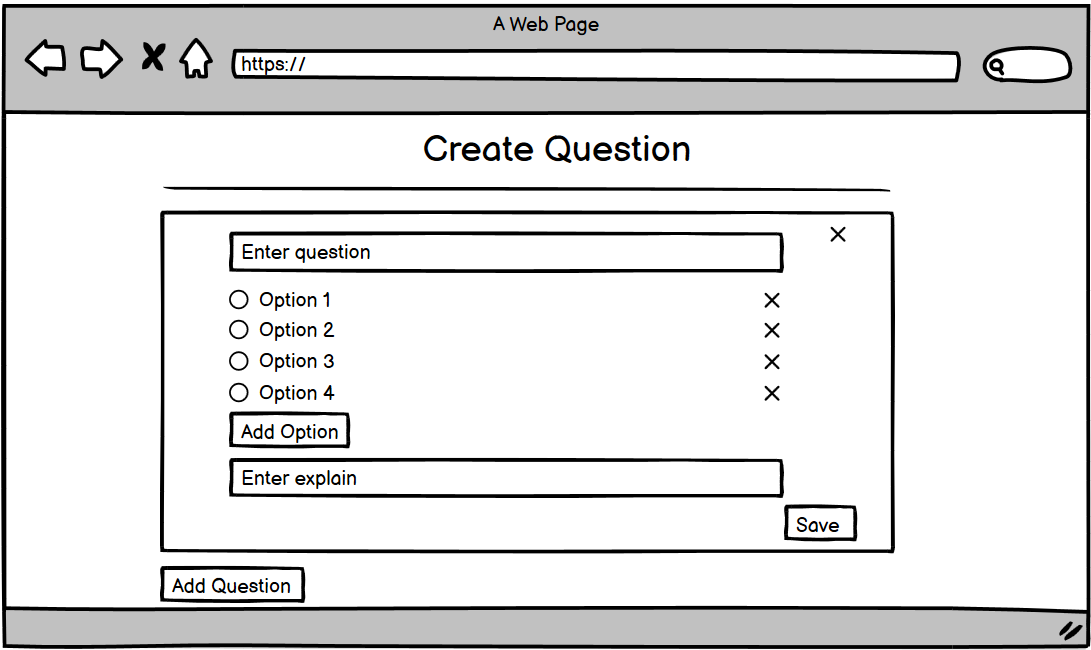 A Web Page
https://
Create Question
Enter question
Option 1
Option 2
Option 3
Option 4
Add Option
Enter explain
Save
Add Question